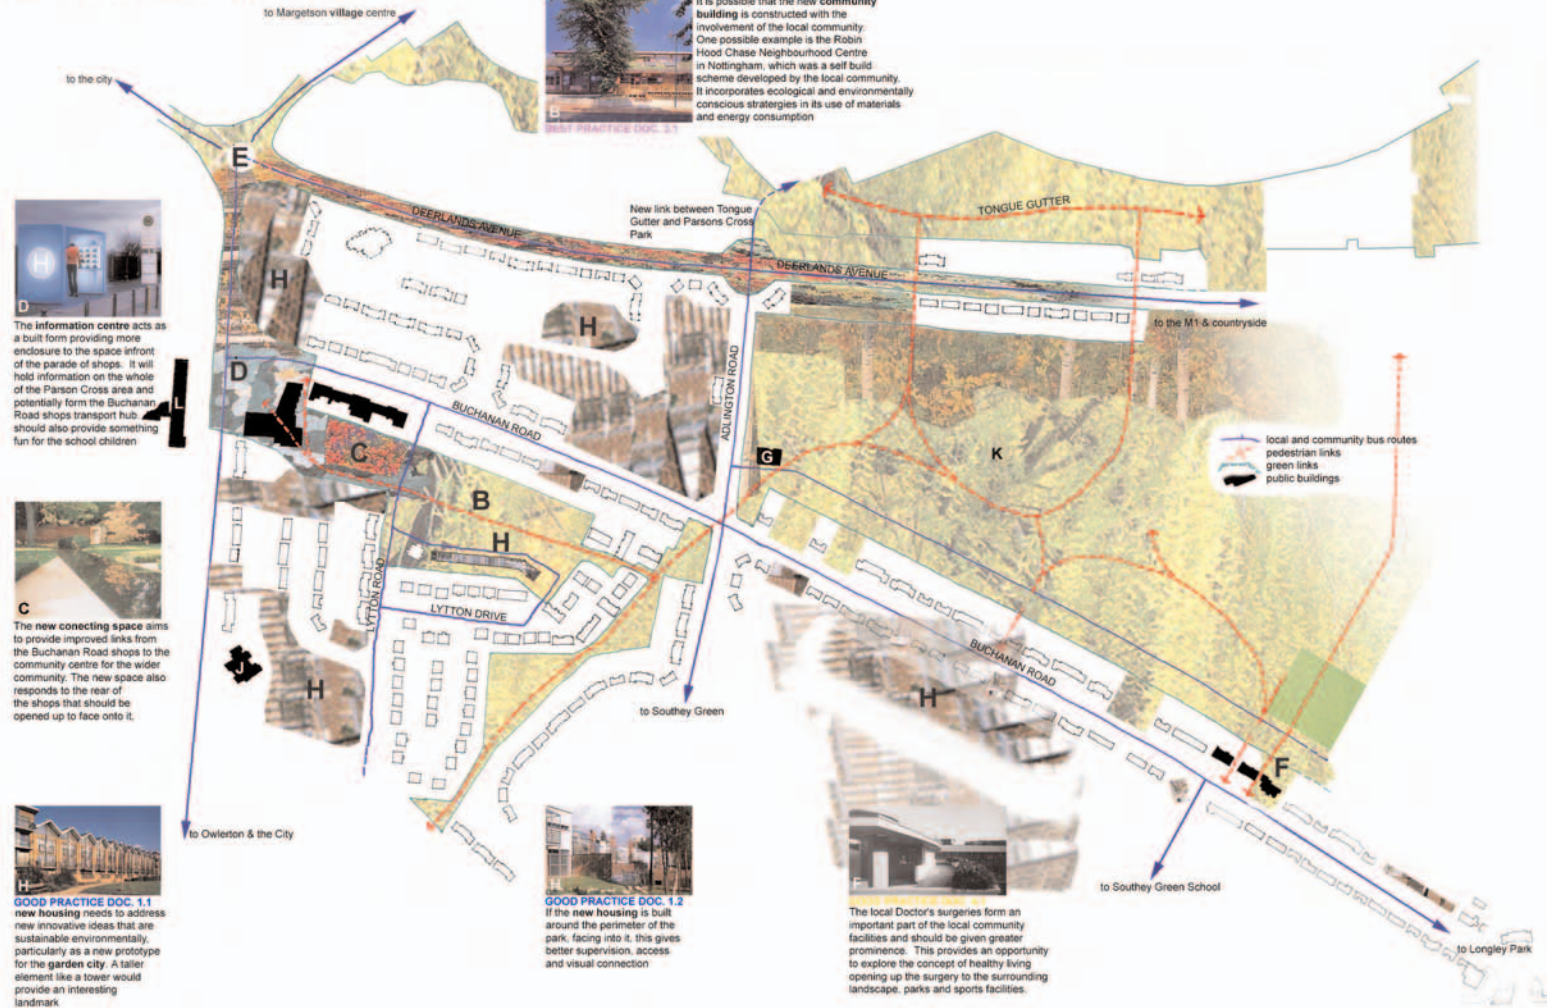 to Margetson village centre
to the city
It is possible that the new community
building is constructed with the
involvement of the local community.
One possible example is the Robin
Hood Chase Neighbourhood Centre
in Nottingham, which was a self build
scheme developed by the local community.
It incorporates ecological and environmentally
conscious stratergies in its use of materials
and energy consumption
B
BEST PRACTICE DOC. 3.1
E
H
D
The information centre acts as
a built form providing more
enclosure to the space infront
of the parade of shops. It will
hold information on the whole
of the Parson Cross area and
potentially form the Buchanan
Road shops transport hub.
should also provide something
fun for the school children
L
D
H
DEERLANDS AVENUE
New link between Tongue
Gutter and Parsons Cross
Park
TONGUE GUTTER
DEERLANDS AVENUE
to the M1 & countryside
H
BUCHANAN ROAD
ADLINGTON ROAD
C
G
K
local and community bus routes
pedestrian links
green links
public buildings
B
H
LYTTON ROAD
LYTTON DRIVE
C
The new conecting space aims
to provide improved links from
the Buchanan Road shops to the
community centre for the wider
community. The new space also
responds to the rear of
the shops that should be
opened up to face onto it.
J
H
to Southey Green
BUCHANAN ROAD
H
F
to Owlerton & the City
H
GOOD PRACTICE DOC. 1.1
new housing needs to address
new innovative ideas that are
sustainable environmentally,
particularly as a new prototype
for the garden city. A taller
element like a tower would
provide an interesting
landmark
H
GOOD PRACTICE DOC. 1.2
If the new housing is built
around the perimeter of the
park, facing into it, this gives
better supervision, access
and visual connection
F
GOOD PRACTICE DOC.
The local Doctor's surgeries form an
important part of the local community
facilities and should be given greater
prominence. This provides an opportunity
to explore the concept of healthy living
opening up the surgery to the surrounding
landscape, parks and sports facilities.
to Southey Green School
to Longley Park